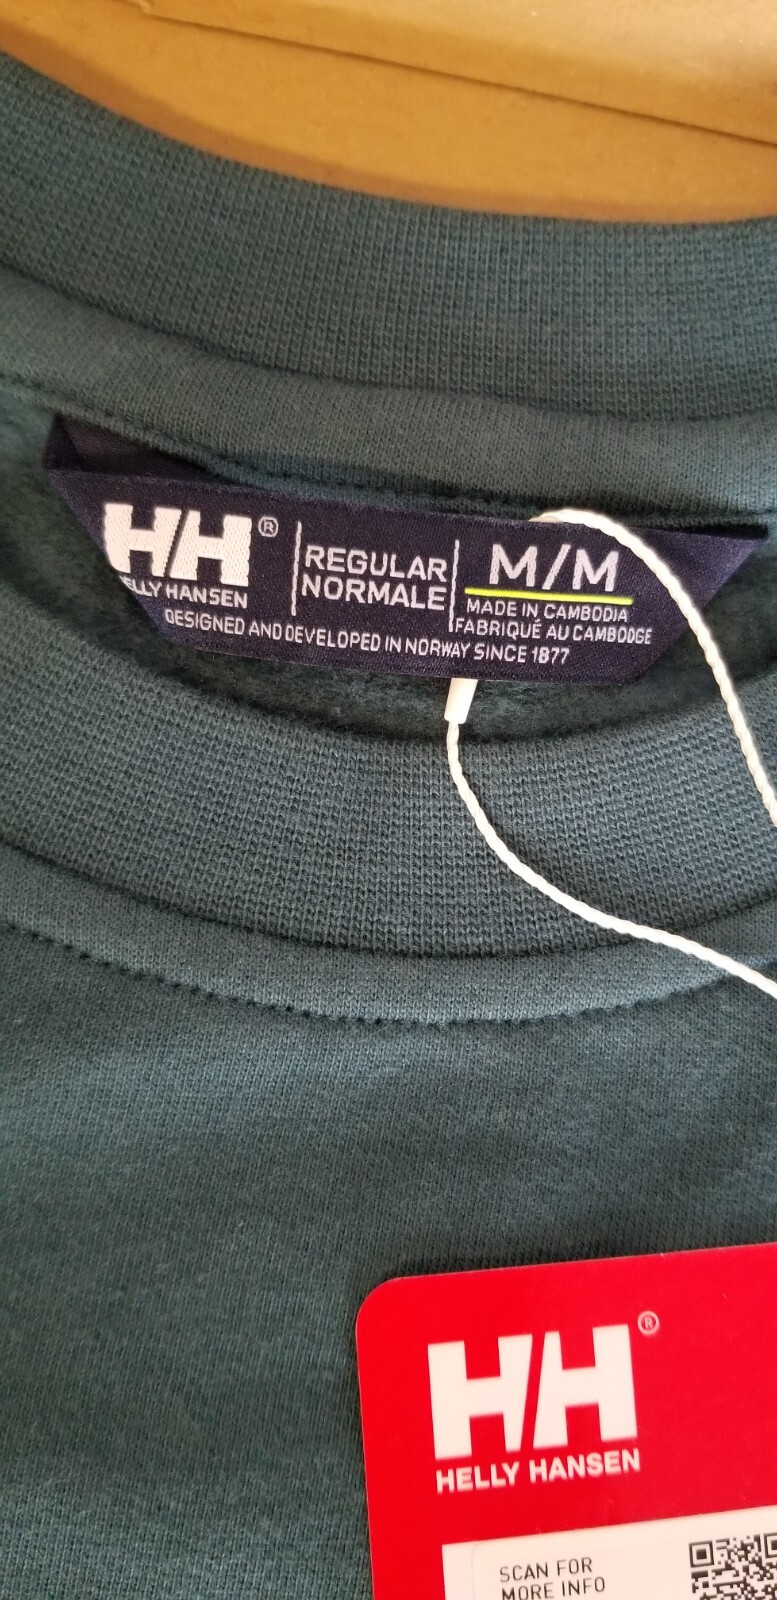 HH®
HELLY HANSEN
REGULAR
NORMALE
M/M
MADE IN CAMBODIA
FABRIQUÉ AU CAMBODGE
DESIGNED AND DEVELOPED IN NORWAY SINCE 1877
HH®
HELLY HANSEN
SCAN FOR
MORE INFO